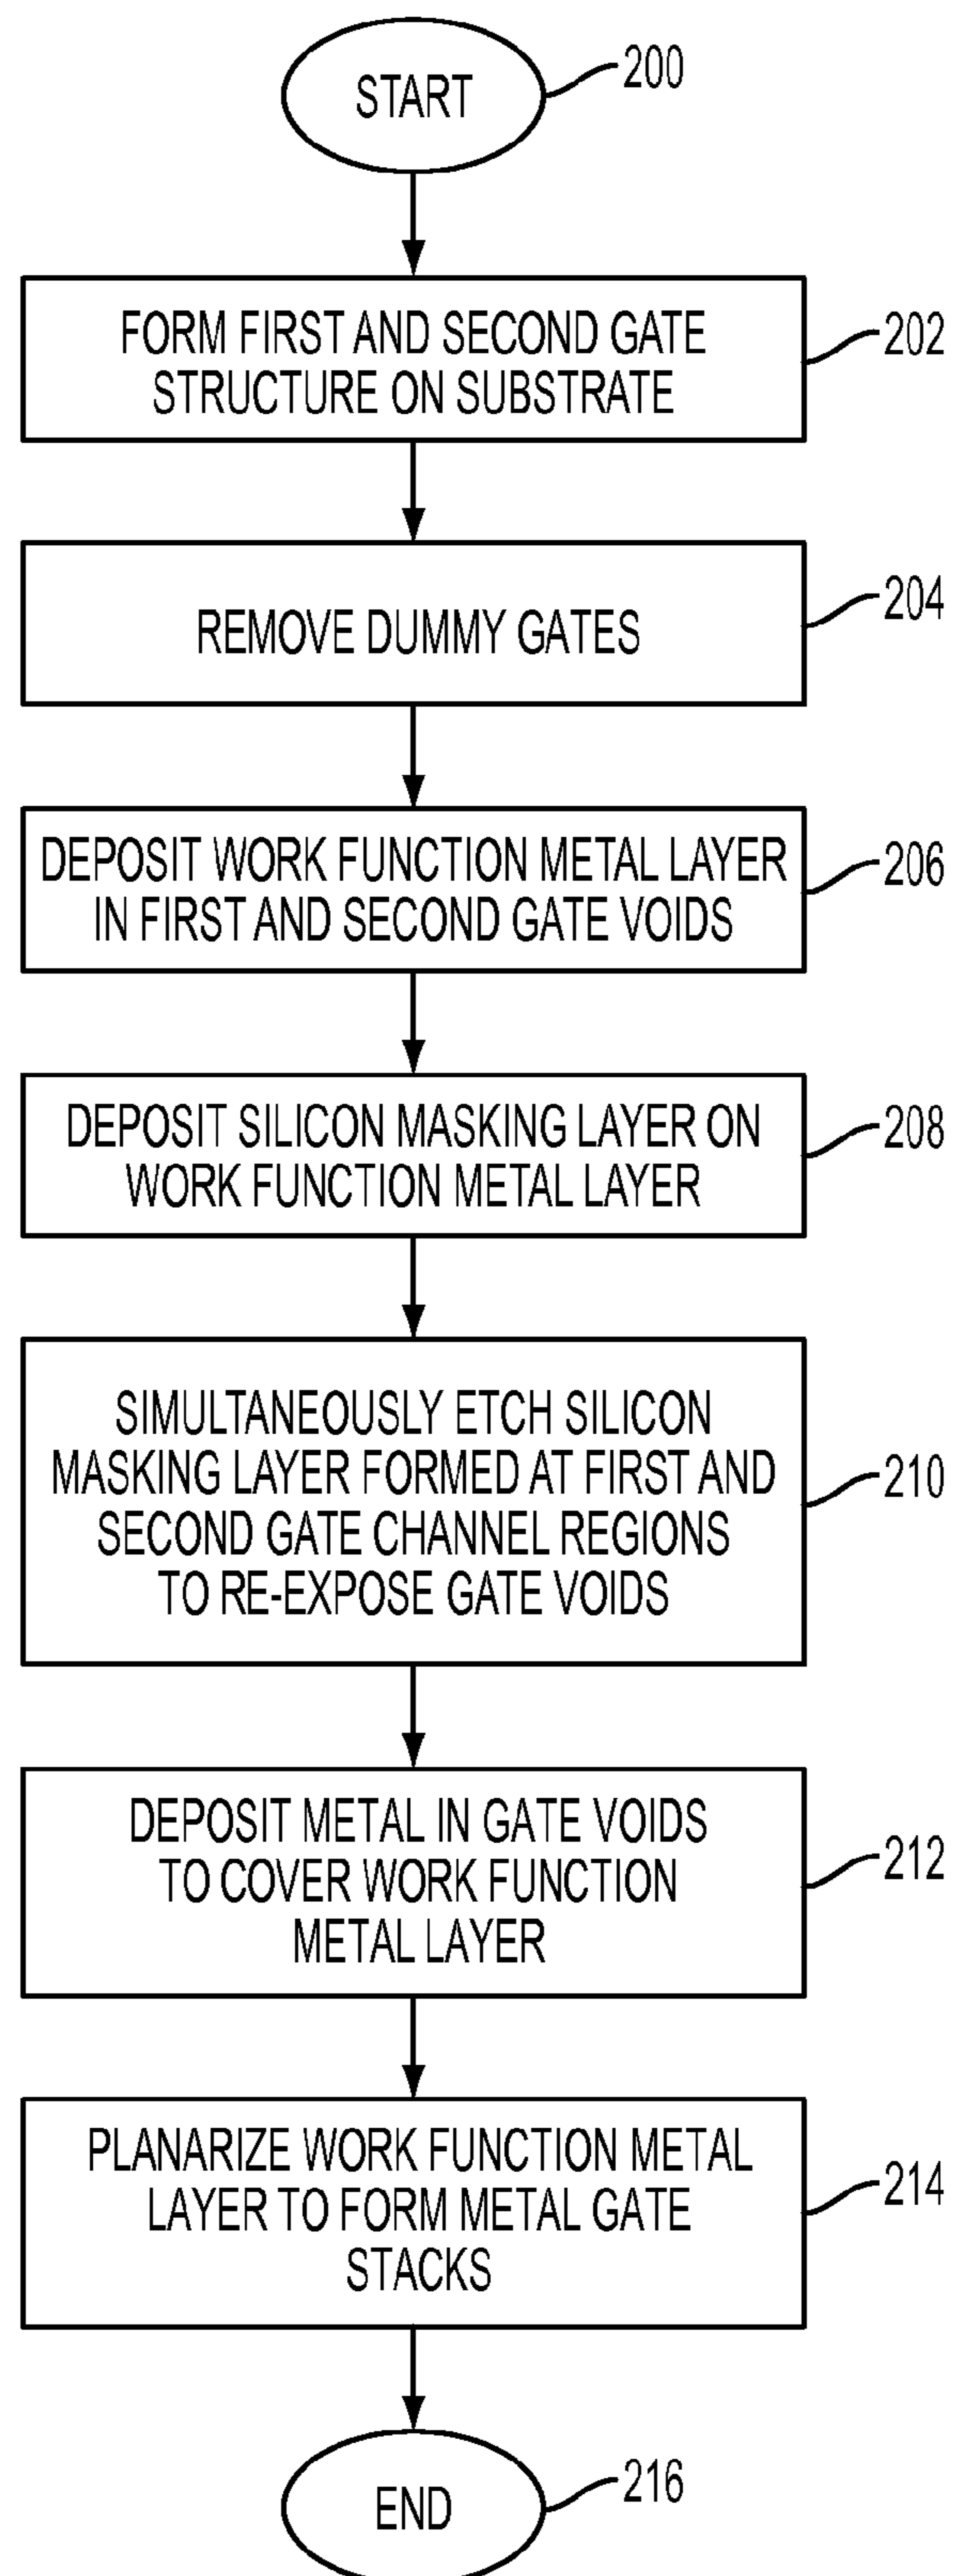 START
200
FORM FIRST AND SECOND GATE
STRUCTURE ON SUBSTRATE
202
REMOVE DUMMY GATES
204
DEPOSIT WORK FUNCTION METAL LAYER
IN FIRST AND SECOND GATE VOIDS
206
DEPOSIT SILICON MASKING LAYER ON
WORK FUNCTION METAL LAYER
208
SIMULTANEOUSLY ETCH SILICON
MASKING LAYER FORMED AT FIRST AND
SECOND GATE CHANNEL REGIONS
TO RE-EXPOSE GATE VOIDS
210
DEPOSIT METAL IN GATE VOIDS
TO COVER WORK FUNCTION
METAL LAYER
212
PLANARIZE WORK FUNCTION METAL
LAYER TO FORM METAL GATE
STACKS
214
END
216